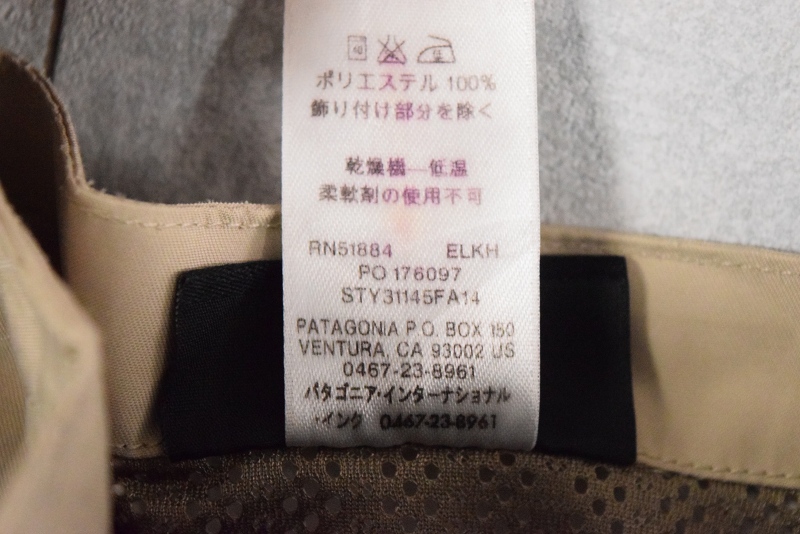 40
ポリエステル 100%
飾り付け部分を除く
乾燥機—低温
柔軟剤の使用不可
RN51884 ELKH
PO 176097
STY31145FA14
PATAGONIA P.O. BOX 150
VENTURA, CA 93002 US
0467-23-8961
パタゴニア・インターナショナル
・インク 0467-23-8961